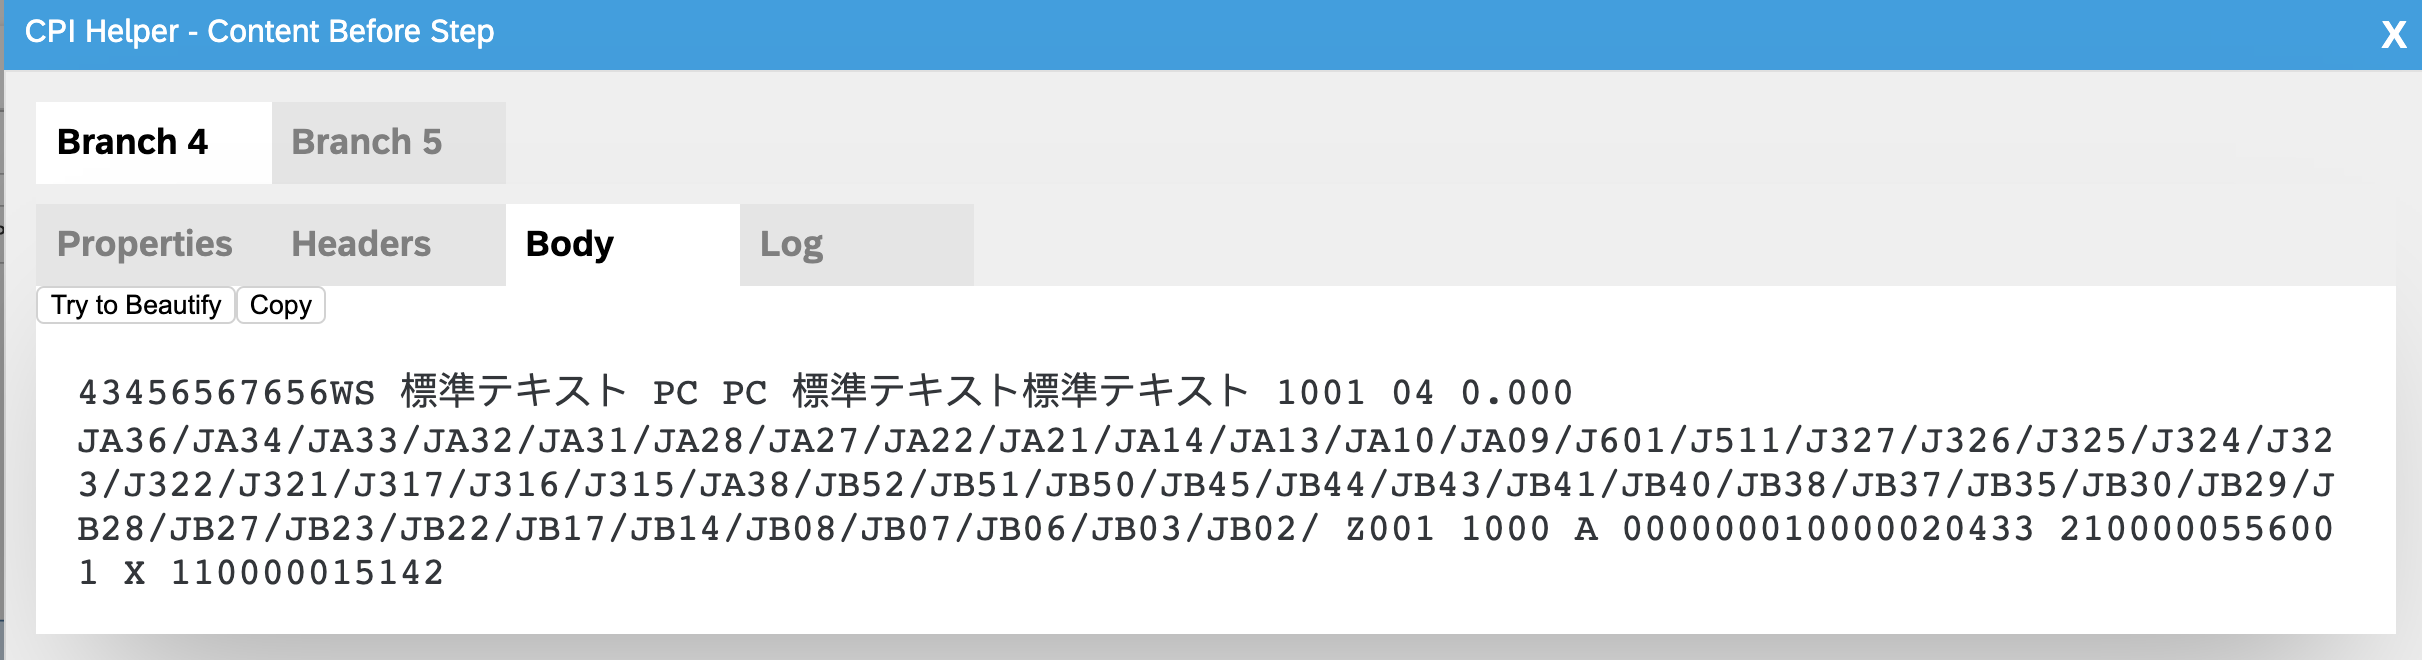 CPI Helper - Content Before Step
X
Branch 4 Branch 5
Properties Headers Body Log
Try to Beautify Copy
43456567656WS 標準テキスト PC PC 標準テキスト標準テキスト 1001 04 0.000
JA36/JA34/JA33/JA32/JA31/JA28/JA27/JA22/JA21/JA14/JA13/JA10/JA09/J601/J511/J327/J326/J325/J324/J32
3/J322/J321/J317/J316/J315/JA38/JB52/JB51/JB50/JB45/JB44/JB43/JB41/JB40/JB38/JB37/JB35/JB30/JB29/J
B28/JB27/JB23/JB22/JB17/JB14/JB08/JB07/JB06/JB03/JB02/ Z001 1000 A 000000010000020433 210000055600
1 X 110000015142